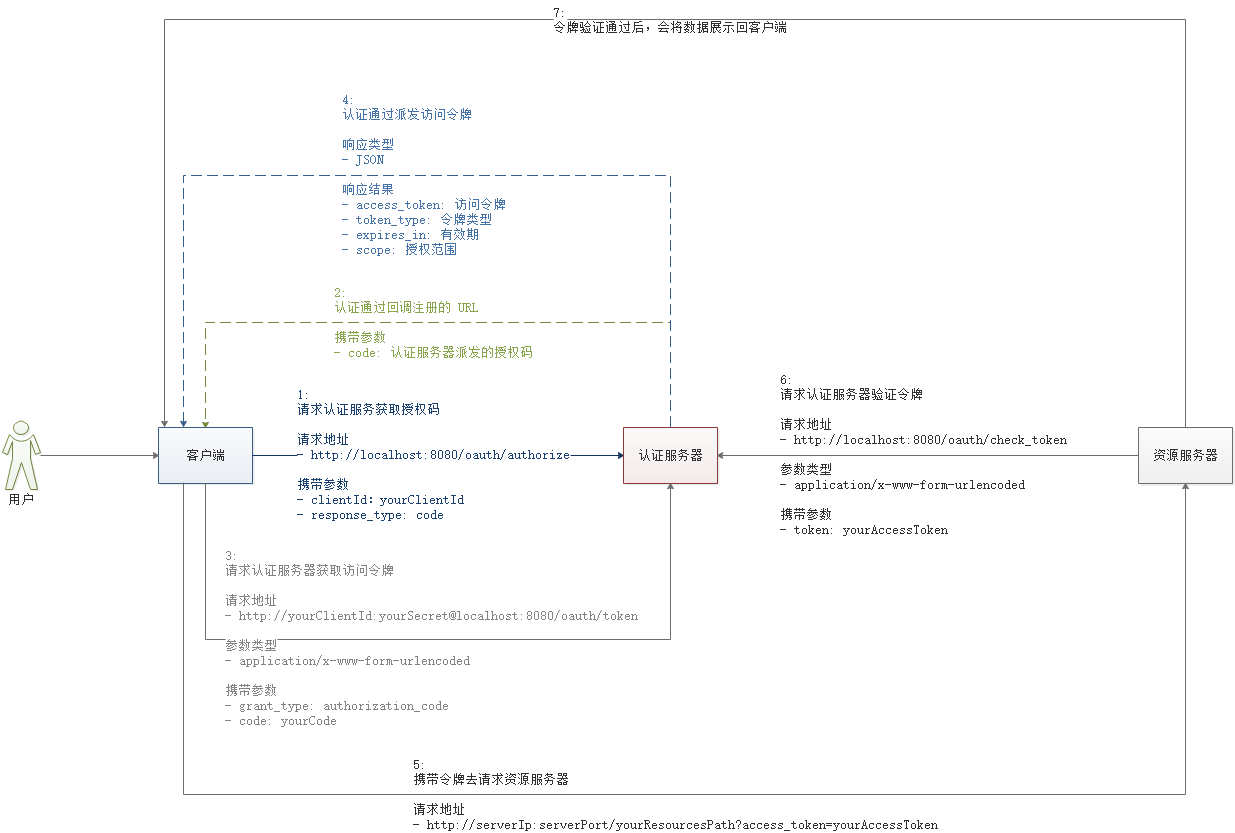 7:
令牌验证通过后，会将数据展示回客户端
4:
认证通过派发访问令牌
响应类型
- JSON
响应结果
- access_token: 访问令牌
- token_type: 令牌类型
- expires_in: 有效期
- scope: 授权范围
2:
认证通过回调注册的 URL
携带参数
- code: 认证服务器派发的授权码
1:
请求认证服务获取授权码
请求地址
- http://localhost:8080/oauth/authorize
携带参数
- clientId: yourClientId
- response_type: code
6:
请求认证服务器验证令牌
请求地址
- http://localhost:8080/oauth/check_token
参数类型
- application/x-www-form-urlencoded
携带参数
- token: yourAccessToken
用户
客户端
认证服务器
资源服务器
3:
请求认证服务器获取访问令牌
请求地址
- http://yourClientId:yourSecret@localhost:8080/oauth/token
参数类型
- application/x-www-form-urlencoded
携带参数
- grant_type: authorization_code
- code: yourCode
5:
携带令牌去请求资源服务器
请求地址
- http://serverIp:serverPort/yourResourcesPath?access_token=yourAccessToken